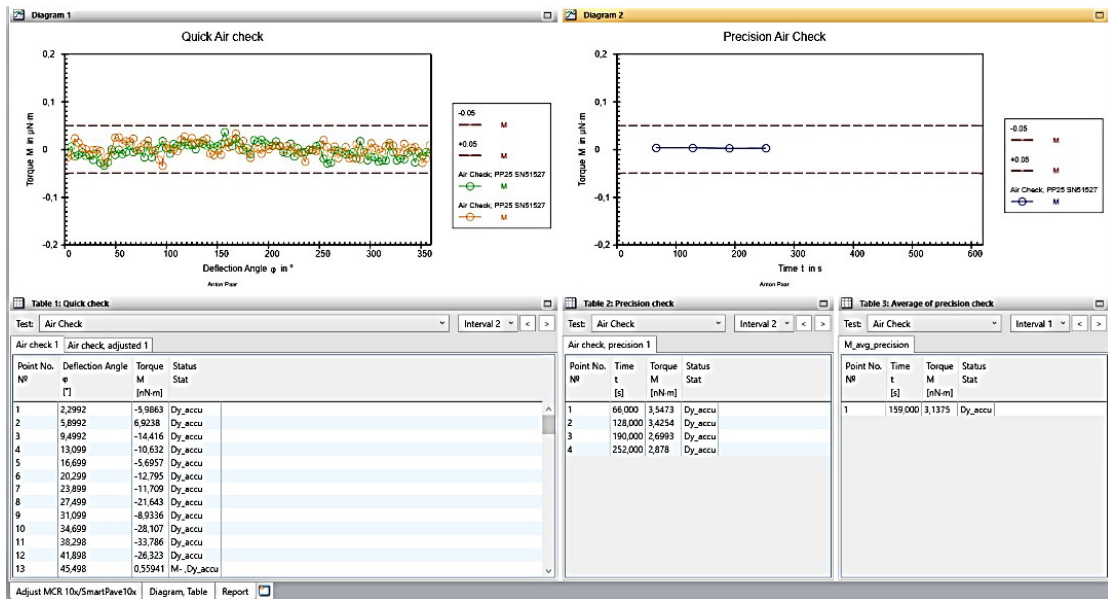 Diagram 1
Quick Air check
0,2
0,1
0
-0,1
-0,2
Torque M in µN·m
0 50 100 150 200 250 300 350
Deflection Angle φ in °
Anton Paar
-0.05
M
+0.05
M
Air Check; PP25 SN51527
M
Air Check; PP25 SN51527
M
Diagram 2
Precision Air Check
0,2
0,1
0
-0,1
-0,2
Torque M in µN·m
0 100 200 300 400 500 600
Time t in s
Anton Paar
-0.05
M
+0.05
M
Air Check; PP25 SN51527
M
Table 1: Quick check
Test: Air Check Interval 2 < >
Air check 1 Air check, adjusted 1
Point No. Deflection Angle Torque Status
Nº φ M Stat
[°] [nN·m]
1 2,2992 -5,9863 Dy_accu
2 5,8992 6,9238 Dy_accu
3 9,4992 -14,416 Dy_accu
4 13,099 -10,632 Dy_accu
5 16,699 -5,6957 Dy_accu
6 20,299 -12,795 Dy_accu
7 23,899 -11,709 Dy_accu
8 27,499 -21,643 Dy_accu
9 31,099 -8,9336 Dy_accu
10 34,699 -28,107 Dy_accu
11 38,298 -33,786 Dy_accu
12 41,898 -26,323 Dy_accu
13 45,498 0,55941 M- ,Dy_accu
Table 2: Precision check
Test: Air Check Interval 2 < >
Air check, precision 1
Point No. Time Torque Status
Nº t M Stat
[s] [nN·m]
1 66,000 3,5473 Dy_accu
2 128,000 3,4254 Dy_accu
3 190,000 2,6993 Dy_accu
4 252,000 2,878 Dy_accu
Table 3: Average of precision check
Test: Air Check Interval 1 < >
M_avg_precision
Point No. Time Torque Status
Nº t M Stat
[s] [nN·m]
1 159,000 3,1375 Dy_accu
Adjust MCR 10x/SmartPave10x Diagram, Table Report